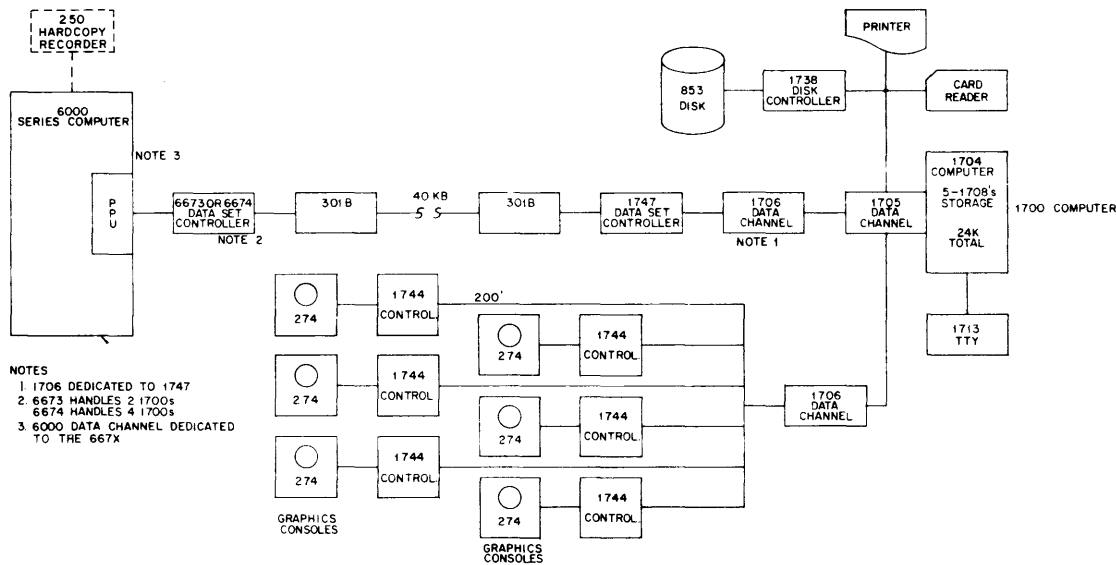 250
HARDCOPY
RECORDER
6000
SERIES COMPUTER
NOTE 3
PPU
6673 OR 6674
DATA SET
CONTROLLER
NOTE 2
301B
40 KB
301B
1747
DATA SET
CONTROLLER
1706
DATA
CHANNEL
NOTE 1
1705
DATA
CHANNEL
PRINTER
853
DISK
1738
DISK
CONTROLLER
CARD
READER
1704
COMPUTER
5-1708's
STORAGE
24K
TOTAL
1700 COMPUTER
1713
TTY
274
1744
CONTROL.
200'
274
1744
CONTROL.
274
1744
CONTROL.
274
1744
CONTROL.
274
1744
CONTROL.
274
1744
CONTROL.
1706
DATA
CHANNEL
GRAPHICS
CONSOLES
GRAPHICS
CONSOLES
NOTES
1. 1706 DEDICATED TO 1747
2. 6673 HANDLES 2 1700s
6674 HANDLES 4 1700s
3. 6000 DATA CHANNEL DEDICATED
TO THE 667X